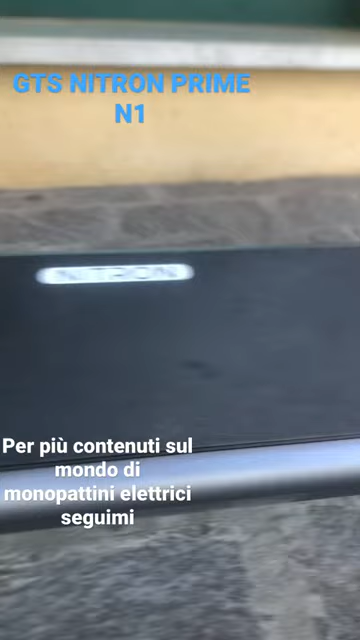 GTS NITRON PRIME
N1
NITRON
Per più contenuti sul
mondo di
monopattini elettrici
seguimi